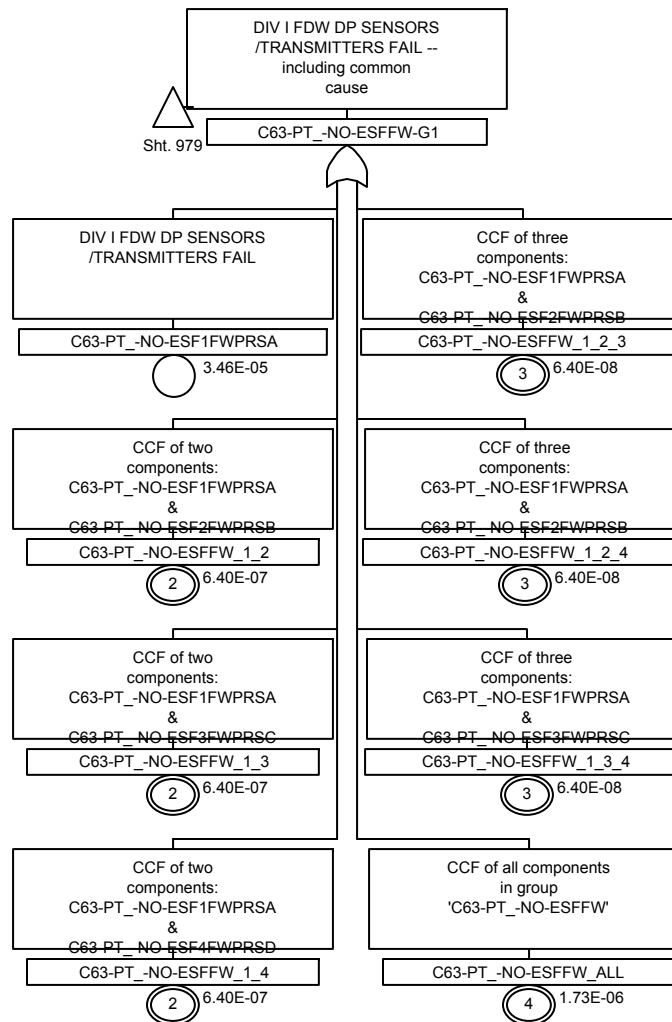 DIV I FDW DP SENSORS
/TRANSMITTERS FAIL --
including common
cause
Sht. 979
C63-PT_-NO-ESFFW-G1
DIV I FDW DP SENSORS
/TRANSMITTERS FAIL
C63-PT_-NO-ESF1FWPRSA
3.46E-05
CCF of three
components:
C63-PT_-NO-ESF1FWPRSA
&
C63-PT_-NO-ESF2FWPRSB
C63-PT_-NO-ESFFW_1_2_3
3
6.40E-08
CCF of two
components:
C63-PT_-NO-ESF1FWPRSA
&
C63-PT_-NO-ESF2FWPRSB
C63-PT_-NO-ESFFW_1_2
2
6.40E-07
CCF of three
components:
C63-PT_-NO-ESF1FWPRSA
&
C63-PT_-NO-ESF2FWPRSB
C63-PT_-NO-ESFFW_1_2_4
3
6.40E-08
CCF of two
components:
C63-PT_-NO-ESF1FWPRSA
&
C63-PT_-NO-ESF3FWPRSC
C63-PT_-NO-ESFFW_1_3
2
6.40E-07
CCF of three
components:
C63-PT_-NO-ESF1FWPRSA
&
C63-PT_-NO-ESF3FWPRSC
C63-PT_-NO-ESFFW_1_3_4
3
6.40E-08
CCF of two
components:
C63-PT_-NO-ESF1FWPRSA
&
C63-PT_-NO-ESF4FWPRSD
C63-PT_-NO-ESFFW_1_4
2
6.40E-07
CCF of all components
in group
'C63-PT_-NO-ESFFW'
C63-PT_-NO-ESFFW_ALL
4
1.73E-06